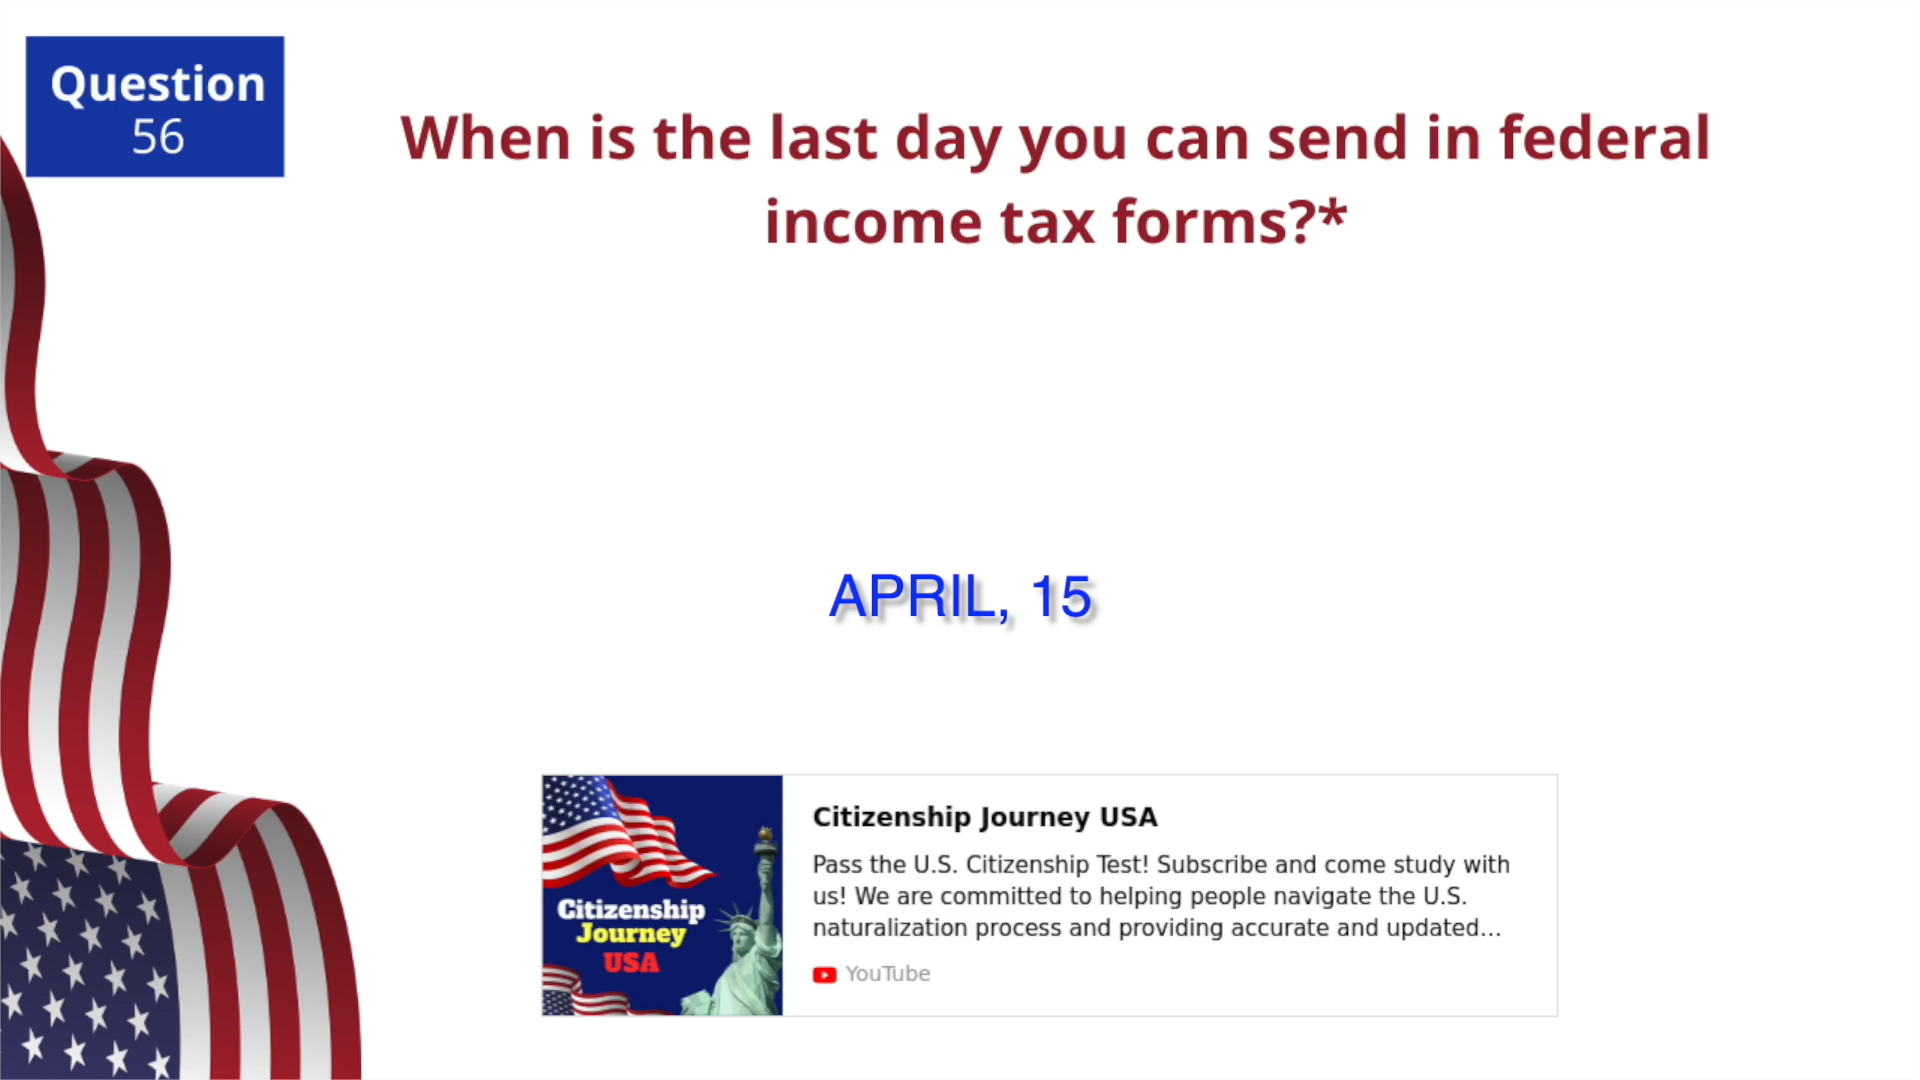 Question
56
When is the last day you can send in federal
income tax forms?*
APRIL, 15
Citizenship
Journey
USA
Citizenship Journey USA
Pass the U.S. Citizenship Test! Subscribe and come study with
us! We are committed to helping people navigate the U.S.
naturalization process and providing accurate and updated...
YouTube